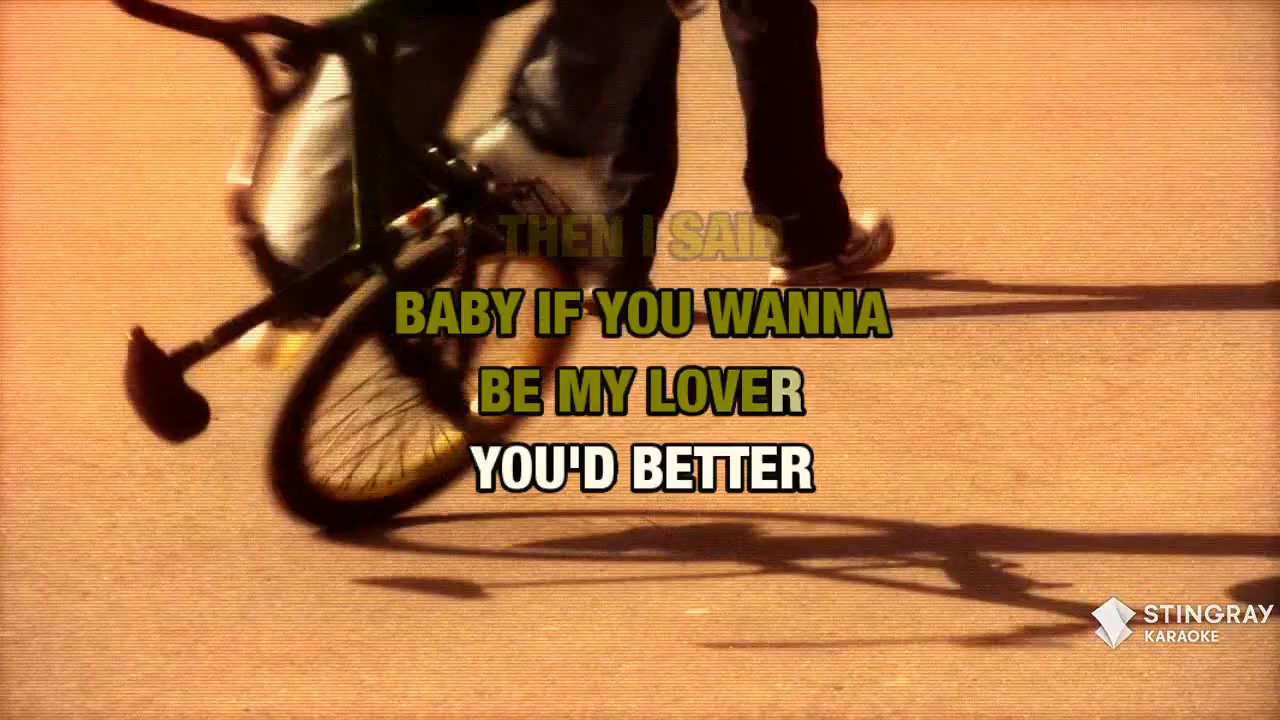 THEN I SAID
BABY IF YOU WANNA
BE MY LOVER
YOU'D BETTER
STINGRAY
KARAOKE